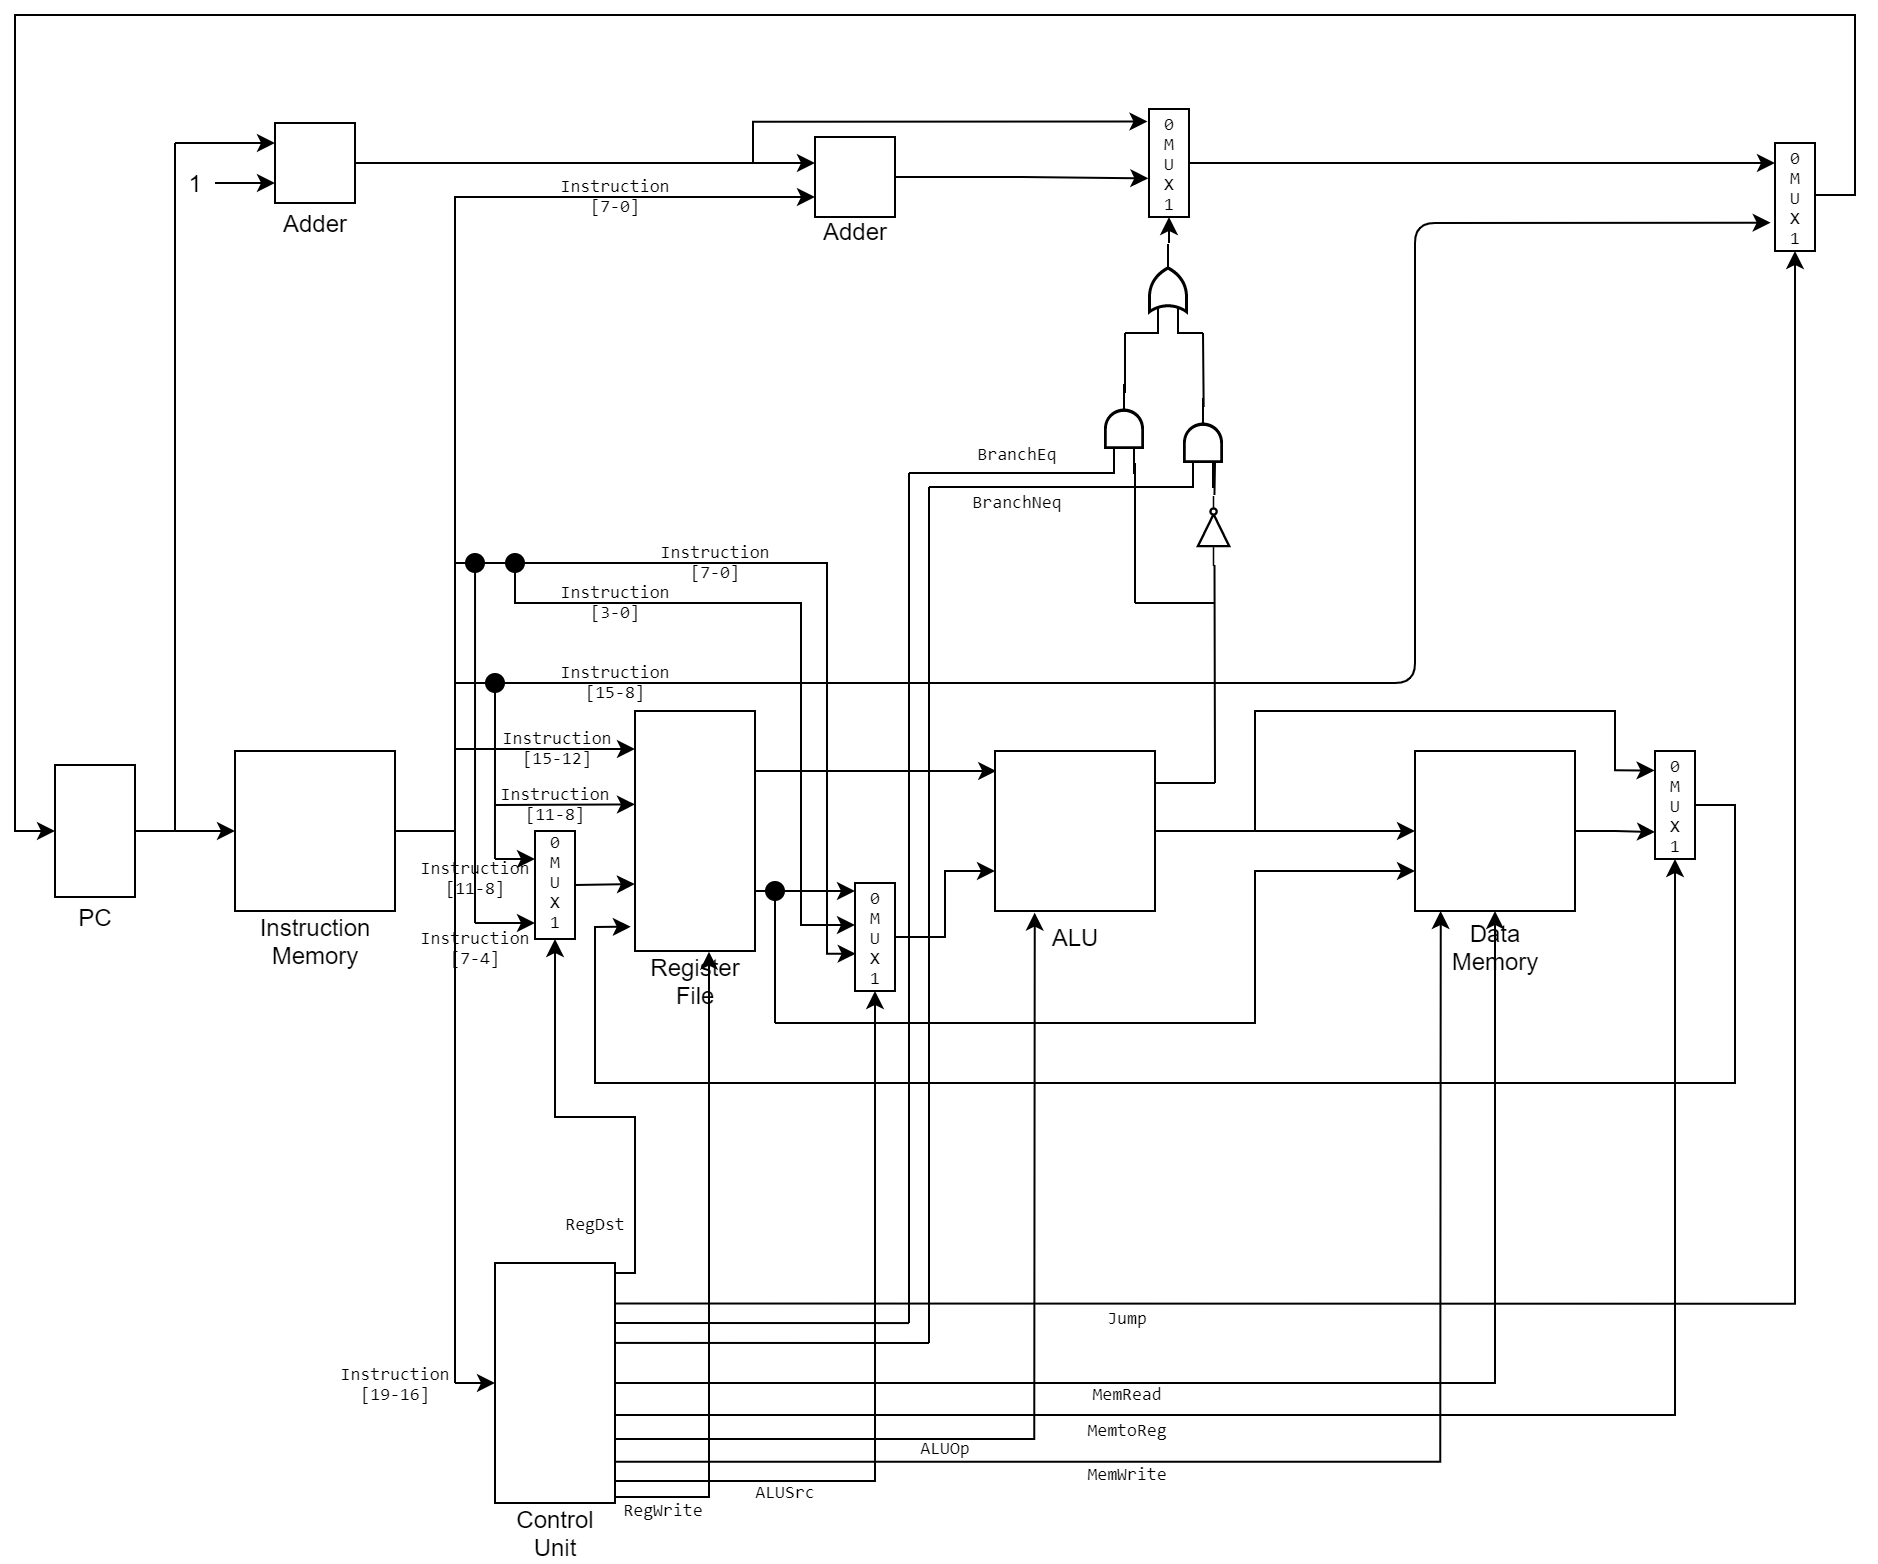 0
M
U
X
1
0
M
U
X
1
1
Adder
Instruction
[7-0]
Adder
BranchEq
BranchNeq
Instruction
[7-0]
Instruction
[3-0]
Instruction
[15-8]
Instruction
[15-12]
Instruction
[11-8]
0
M
U
X
1
Instruction
[11-8]
Instruction
[7-4]
0
M
U
X
1
0
M
U
X
1
PC
Instruction
Memory
Register
File
ALU
Data
Memory
RegDst
Jump
Instruction
[19-16]
MemRead
MemtoReg
ALUOp
MemWrite
ALUSrc
RegWrite
Control
Unit